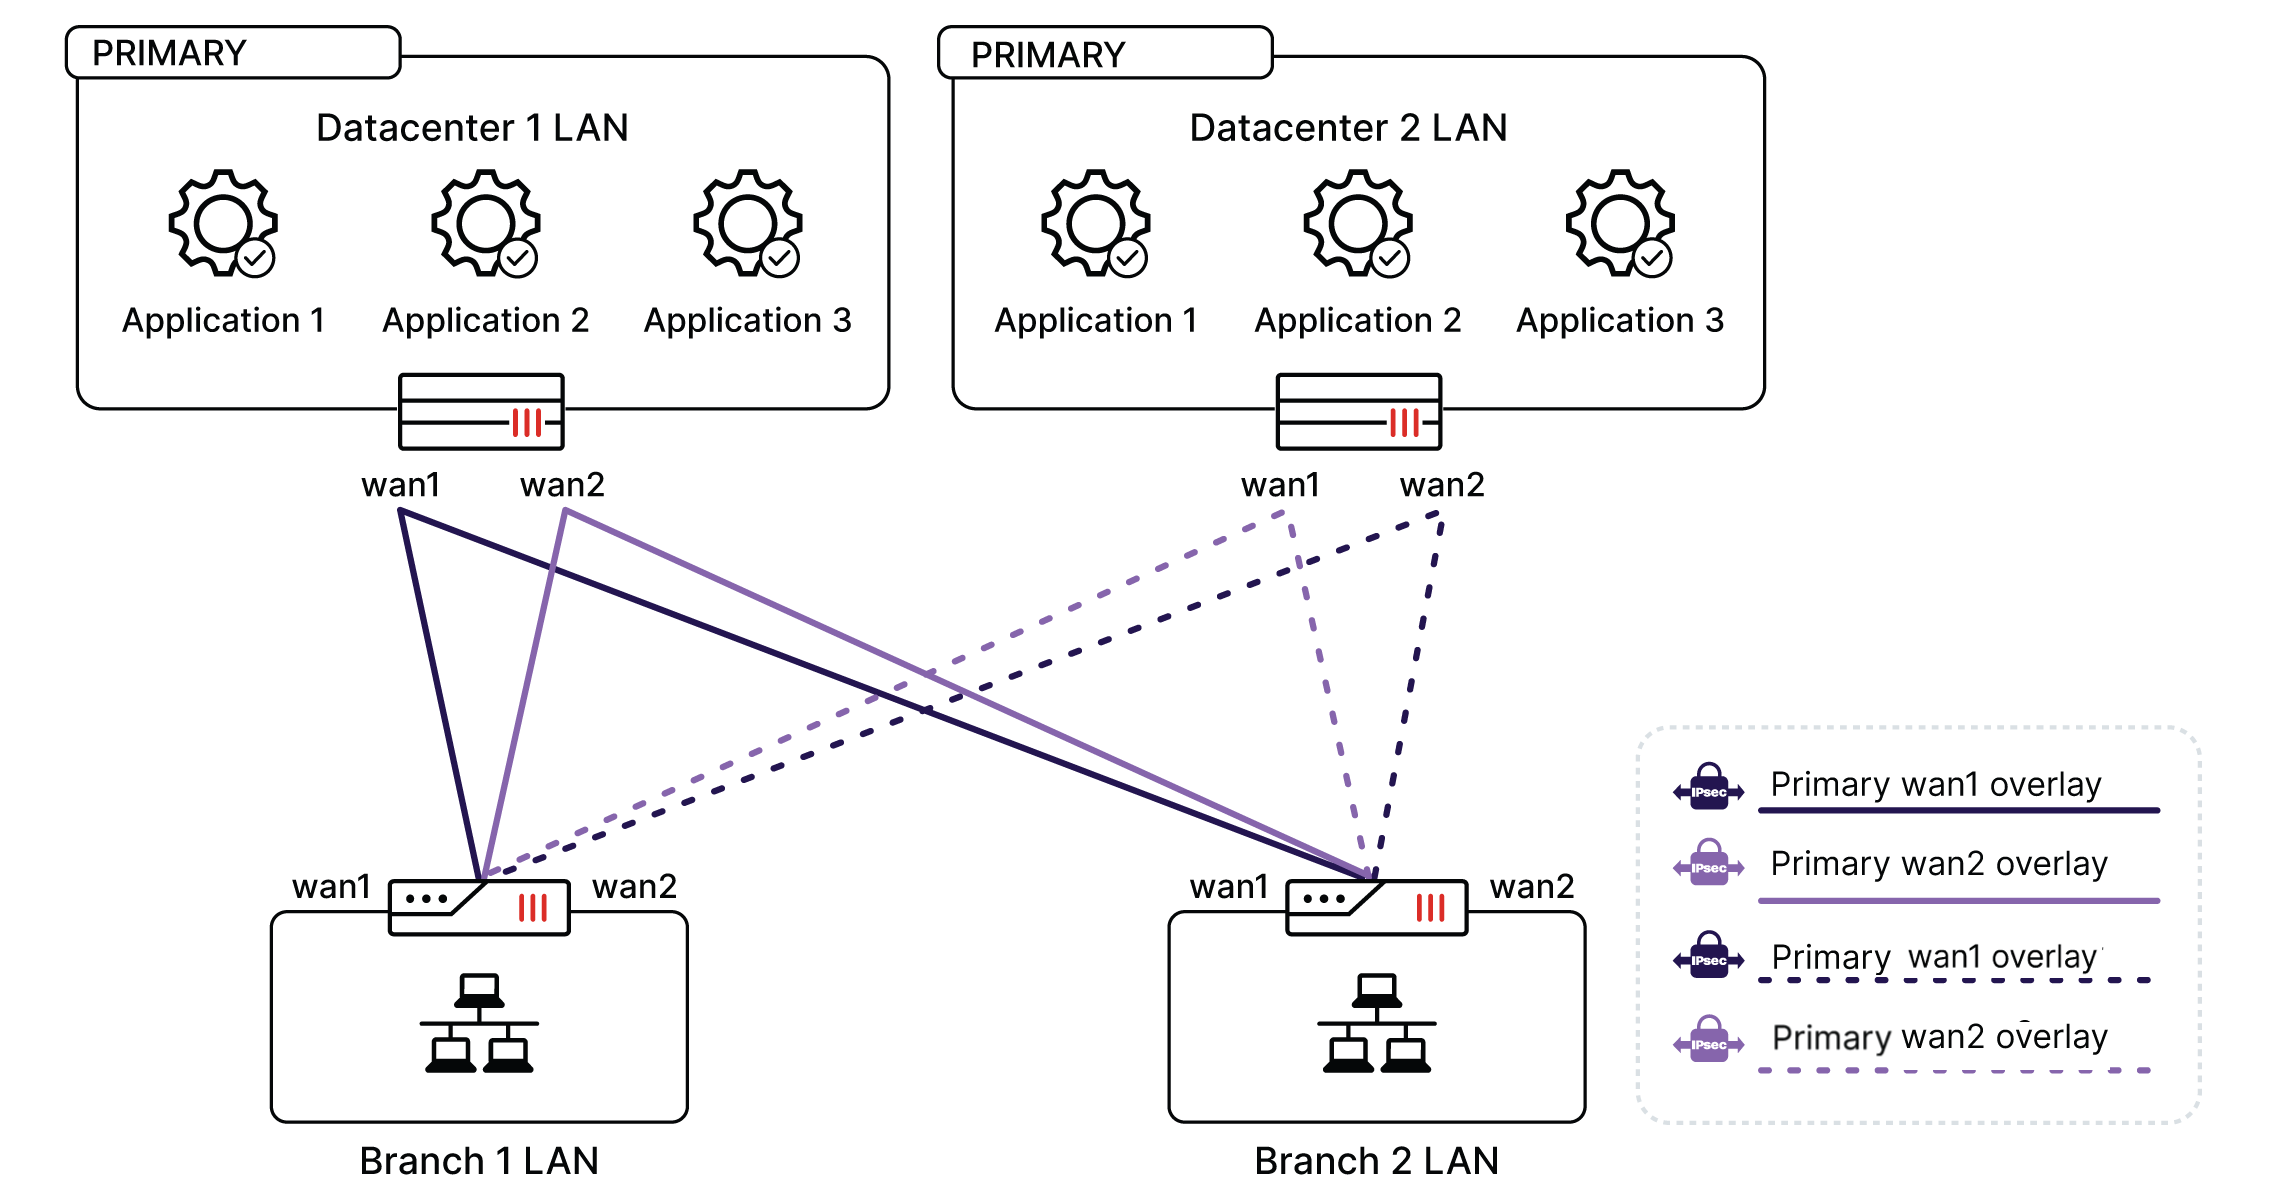 PRIMARY
PRIMARY
Datacenter 1 LAN
Datacenter 2 LAN
Application 1
Application 2
Application 3
Application 1
Application 2
Application 3
wan1
wan2
wan1
wan2
IPsec
Primary wan1 overlay
IPsec
Primary wan2 overlay
wan1
wan2
wan1
wan2
IPsec
Primary wan1 overlay
IPsec
Primary wan2 overlay
Branch 1 LAN
Branch 2 LAN